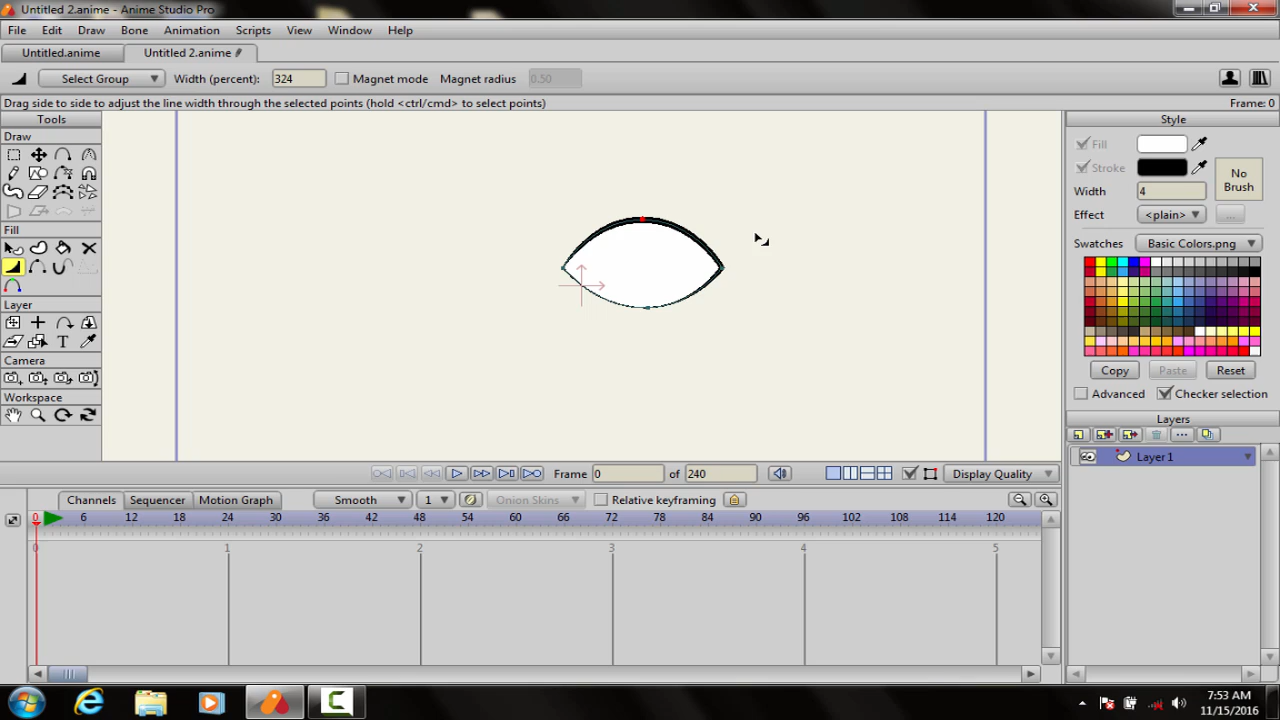 Untitled 2.anime - Anime Studio Pro
File Edit Draw Bone Animation Scripts View Window Help
Untitled.anime Untitled 2.anime
Select Group Width (percent): 324 Magnet mode Magnet radius 0.50
Drag side to side to adjust the line width through the selected points (hold <ctrl/cmd> to select points) Frame: 0
Tools
Draw
Fill
Layer
Camera
Workspace
Style
Fill
Stroke
No
Brush
Width 4
Effect <plain> ...
Swatches Basic Colors.png
Copy Paste Reset
Advanced Checker selection
Layers
Layer 1
Frame 0 of 240 Display Quality
Channels Sequencer Motion Graph Smooth 1 Onion Skins Relative keyframing
0 6 12 18 24 30 36 42 48 54 60 66 72 78 84 90 96 102 108 114 120
0 1 2 3 4 5
7:53 AM
11/15/2016